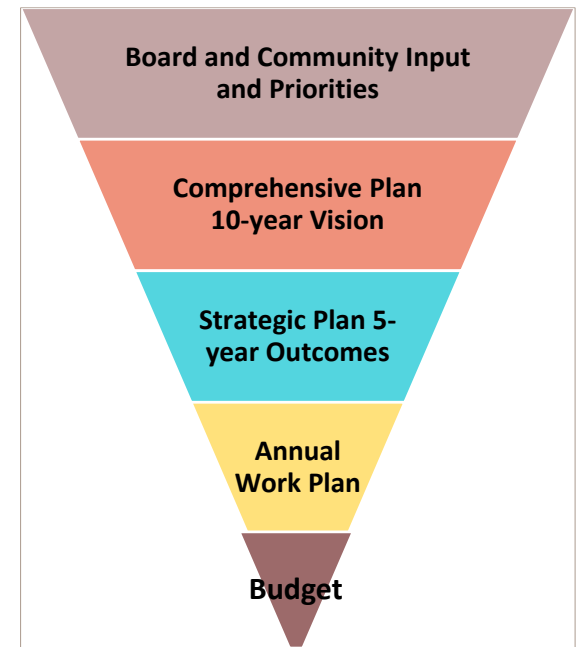 Board and Community Input
and Priorities
Comprehensive Plan
10-year Vision
Strategic Plan 5-
year Outcomes
Annual
Work Plan
Budget